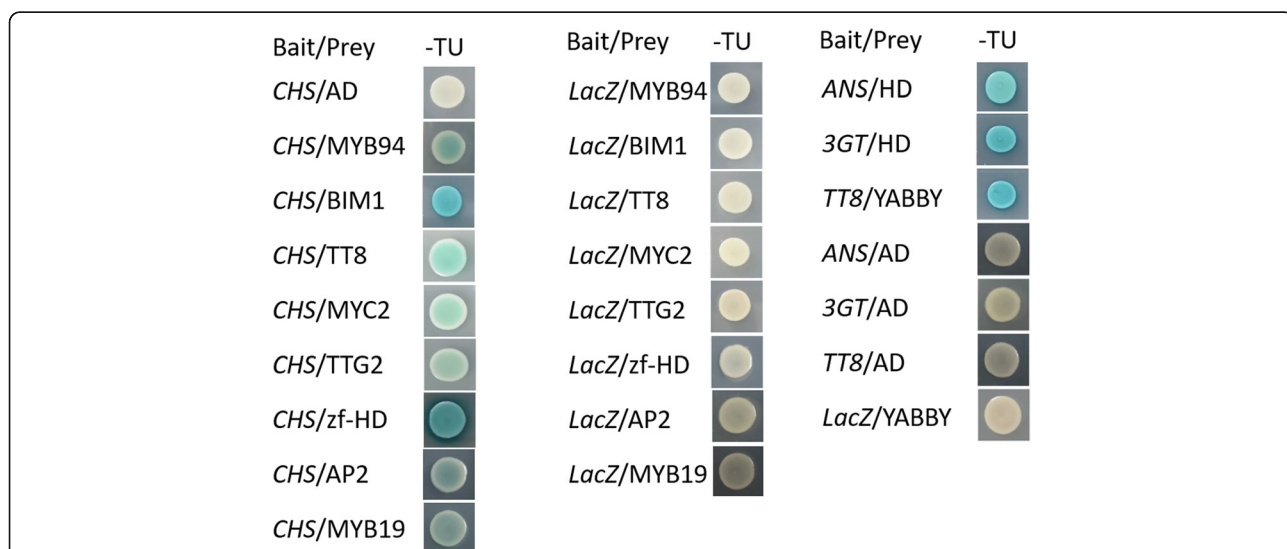 Bait/Prey -TU
CHS/AD
CHS/MYB94
CHS/BIM1
CHS/TT8
CHS/MYC2
CHS/TTG2
CHS/zf-HD
CHS/AP2
CHS/MYB19
Bait/Prey -TU
LacZ/MYB94
LacZ/BIM1
LacZ/TT8
LacZ/MYC2
LacZ/TTG2
LacZ/zf-HD
LacZ/AP2
LacZ/MYB19
Bait/Prey -TU
ANS/HD
3GT/HD
TT8/YABBY
ANS/AD
3GT/AD
TT8/AD
LacZ/YABBY